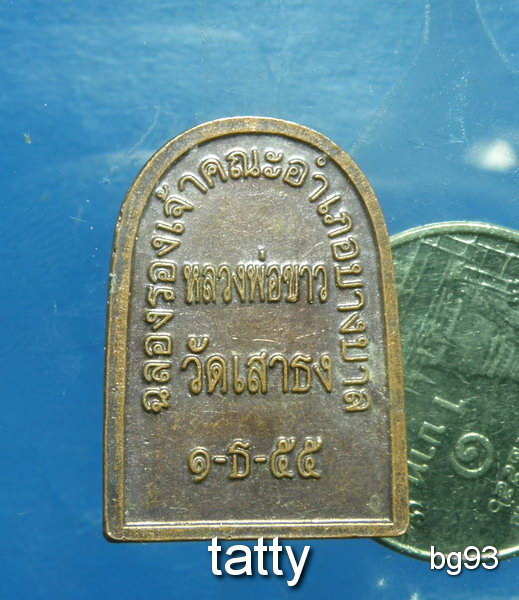 ฉลองรองเจ้าคณะอำเภอบางบาล
หลวงพ่อขาว
วัดเสาธง
๑-ธ-๕๕
๑
tatty
bg93